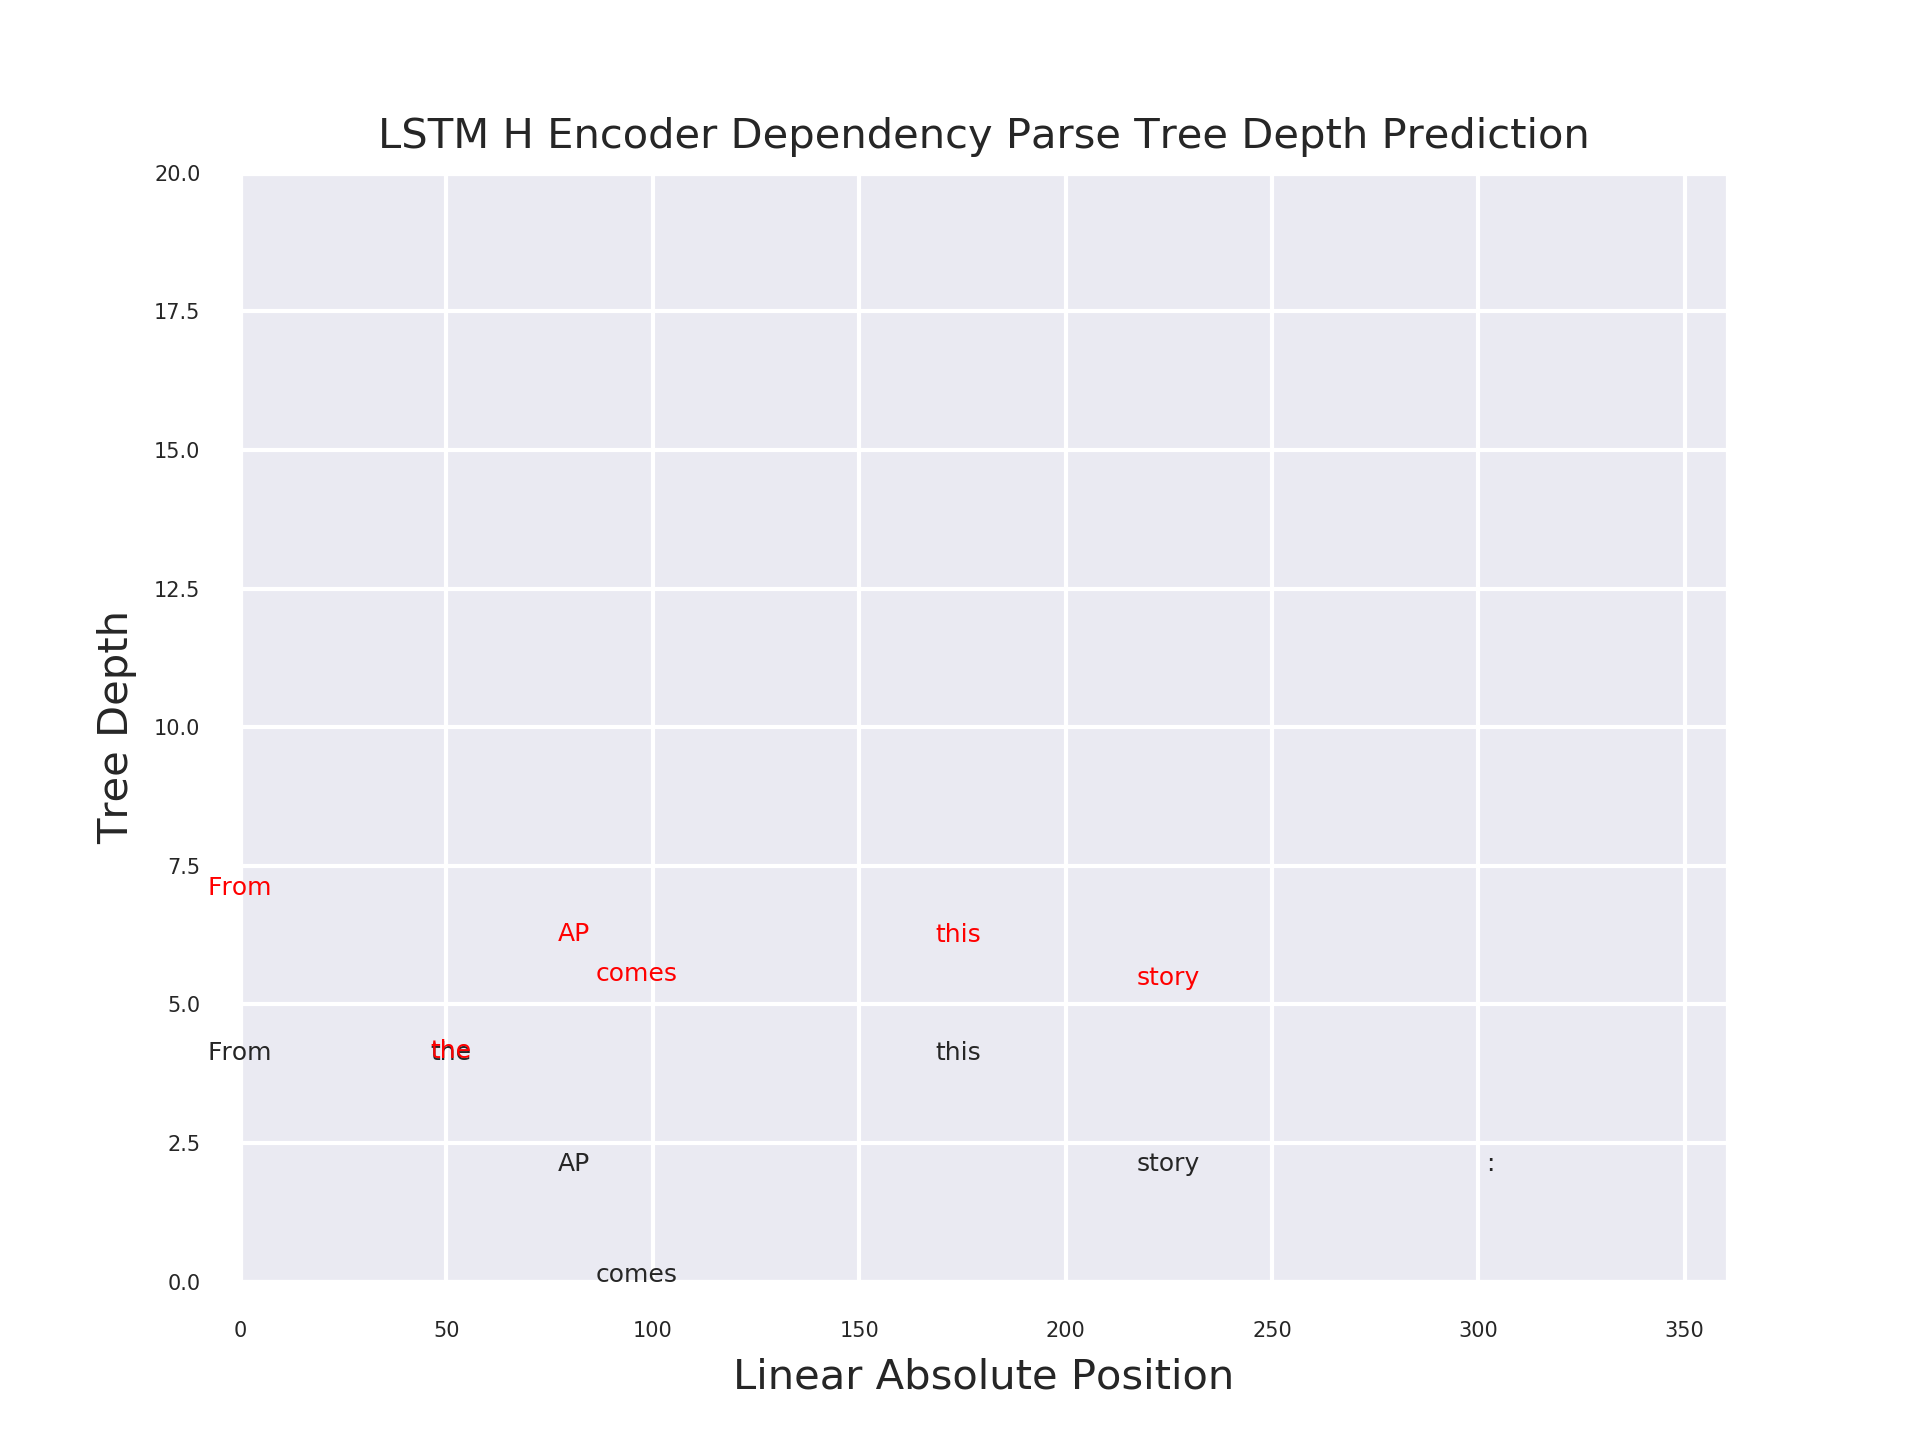 LSTM H Encoder Dependency Parse Tree Depth Prediction
20.0
17.5
15.0
12.5
10.0
7.5
5.0
2.5
0.0
Tree Depth
From
AP
this
comes
story
From
the
the
this
AP
story
:
comes
0 50 100 150 200 250 300 350
Linear Absolute Position